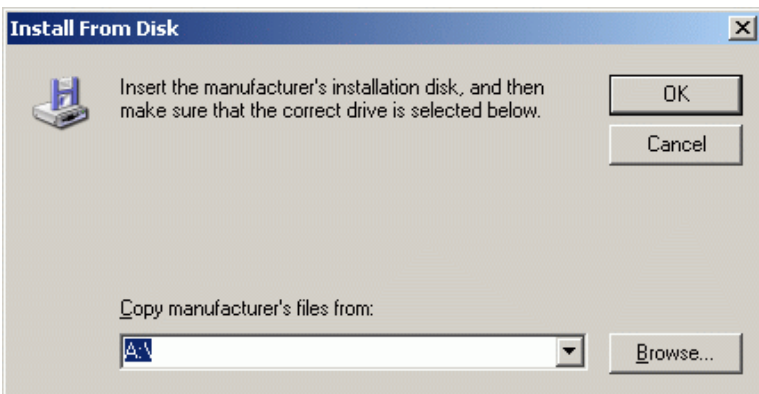 Install From Disk
Insert the manufacturer's installation disk, and then
make sure that the correct drive is selected below.
OK
Cancel
Copy manufacturer's files from:
A:\
Browse...